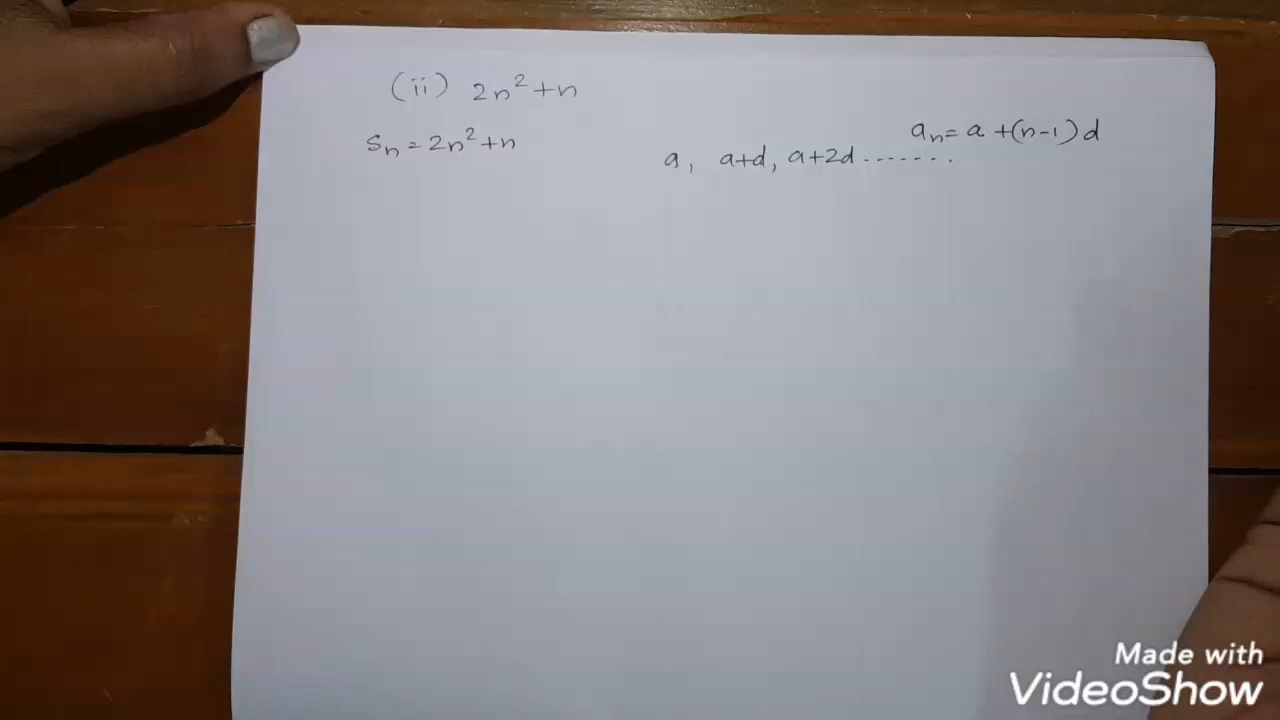 (ii) 2n²+n
Sn = 2n²+n
an = a +(n-1)d
a, a+d, a+2d .......
Made with
VideoShow